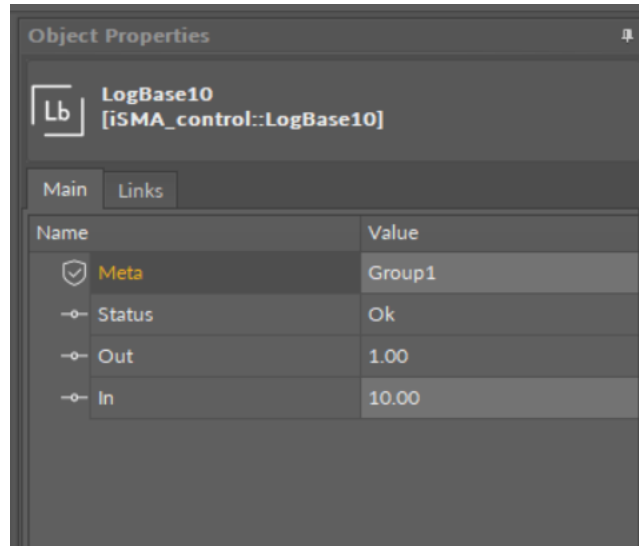 Object Properties
Lb
LogBase10
[iSMA_control::LogBase10]
Main Links
Name Value
Meta Group1
Status Ok
Out 1.00
In 10.00